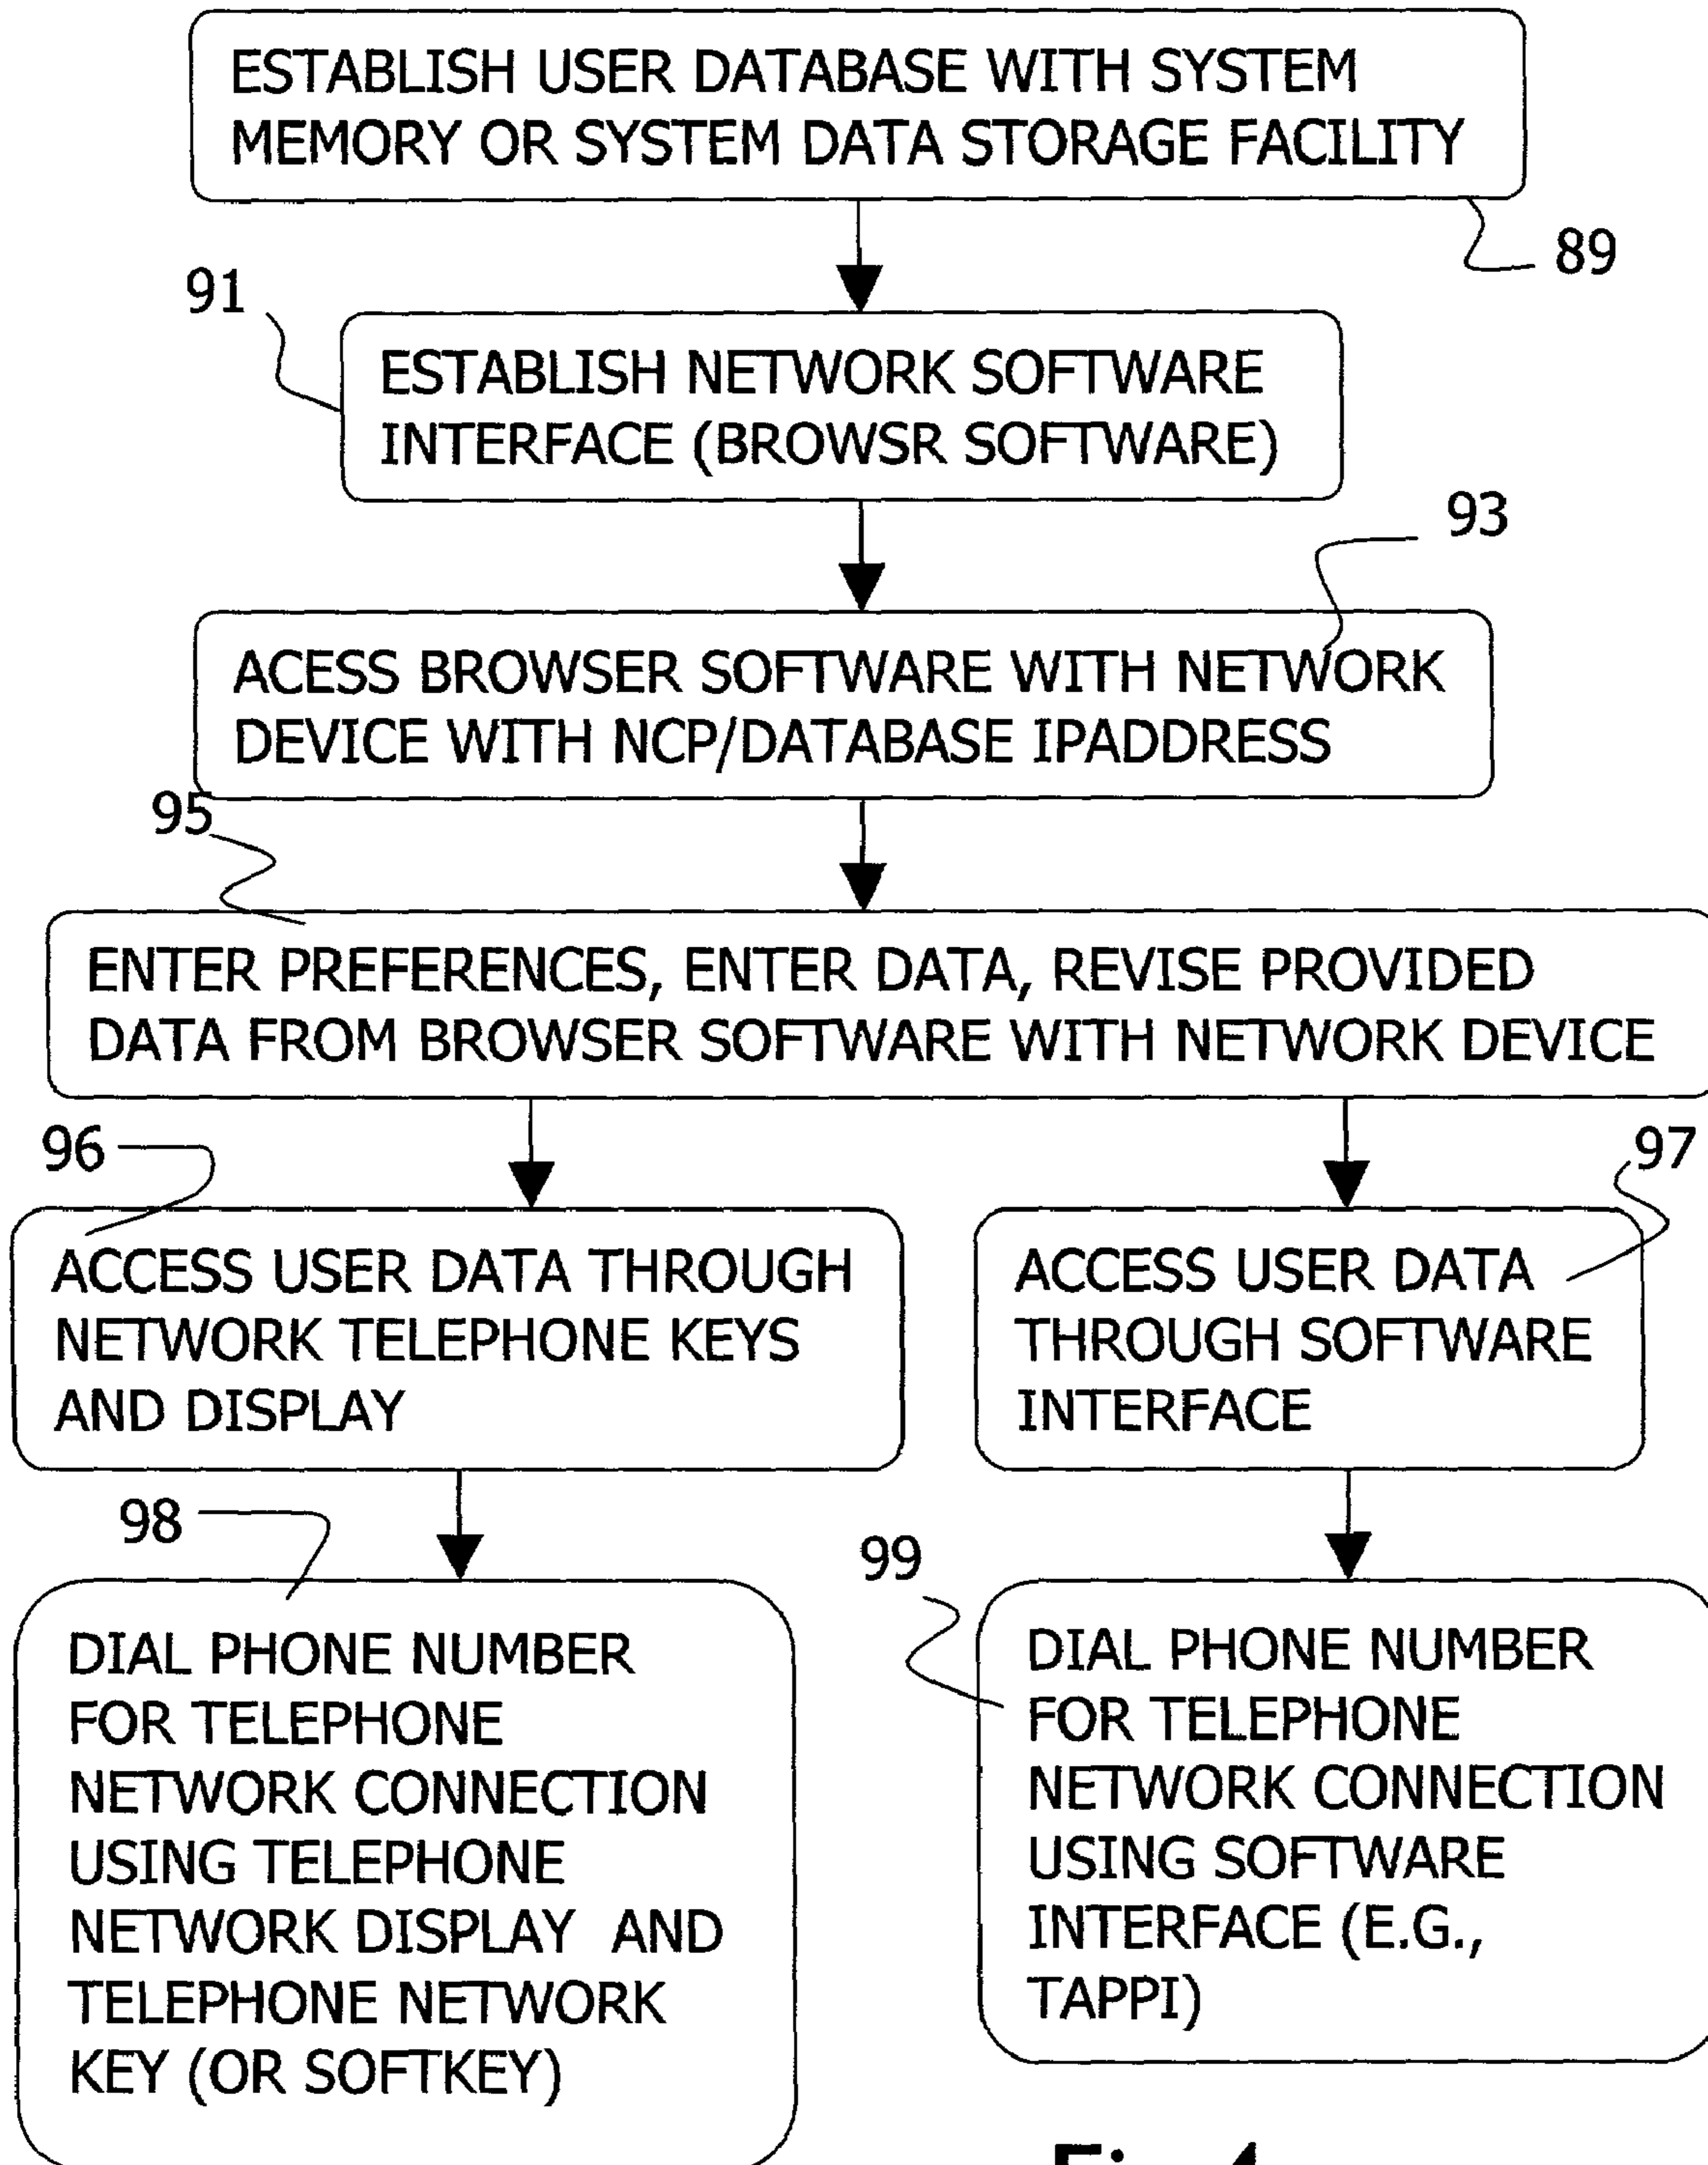 ESTABLISH USER DATABASE WITH SYSTEM
MEMORY OR SYSTEM DATA STORAGE FACILITY
89
91
ESTABLISH NETWORK SOFTWARE
INTERFACE (BROWSR SOFTWARE)
93
ACESS BROWSER SOFTWARE WITH NETWORK
DEVICE WITH NCP/DATABASE IPADDRESS
95
ENTER PREFERENCES, ENTER DATA, REVISE PROVIDED
DATA FROM BROWSER SOFTWARE WITH NETWORK DEVICE
96
ACCESS USER DATA THROUGH
NETWORK TELEPHONE KEYS
AND DISPLAY
97
ACCESS USER DATA
THROUGH SOFTWARE
INTERFACE
98
DIAL PHONE NUMBER
FOR TELEPHONE
NETWORK CONNECTION
USING TELEPHONE
NETWORK DISPLAY AND
TELEPHONE NETWORK
KEY (OR SOFTKEY)
99
DIAL PHONE NUMBER
FOR TELEPHONE
NETWORK CONNECTION
USING SOFTWARE
INTERFACE (E.G.,
TAPPI)